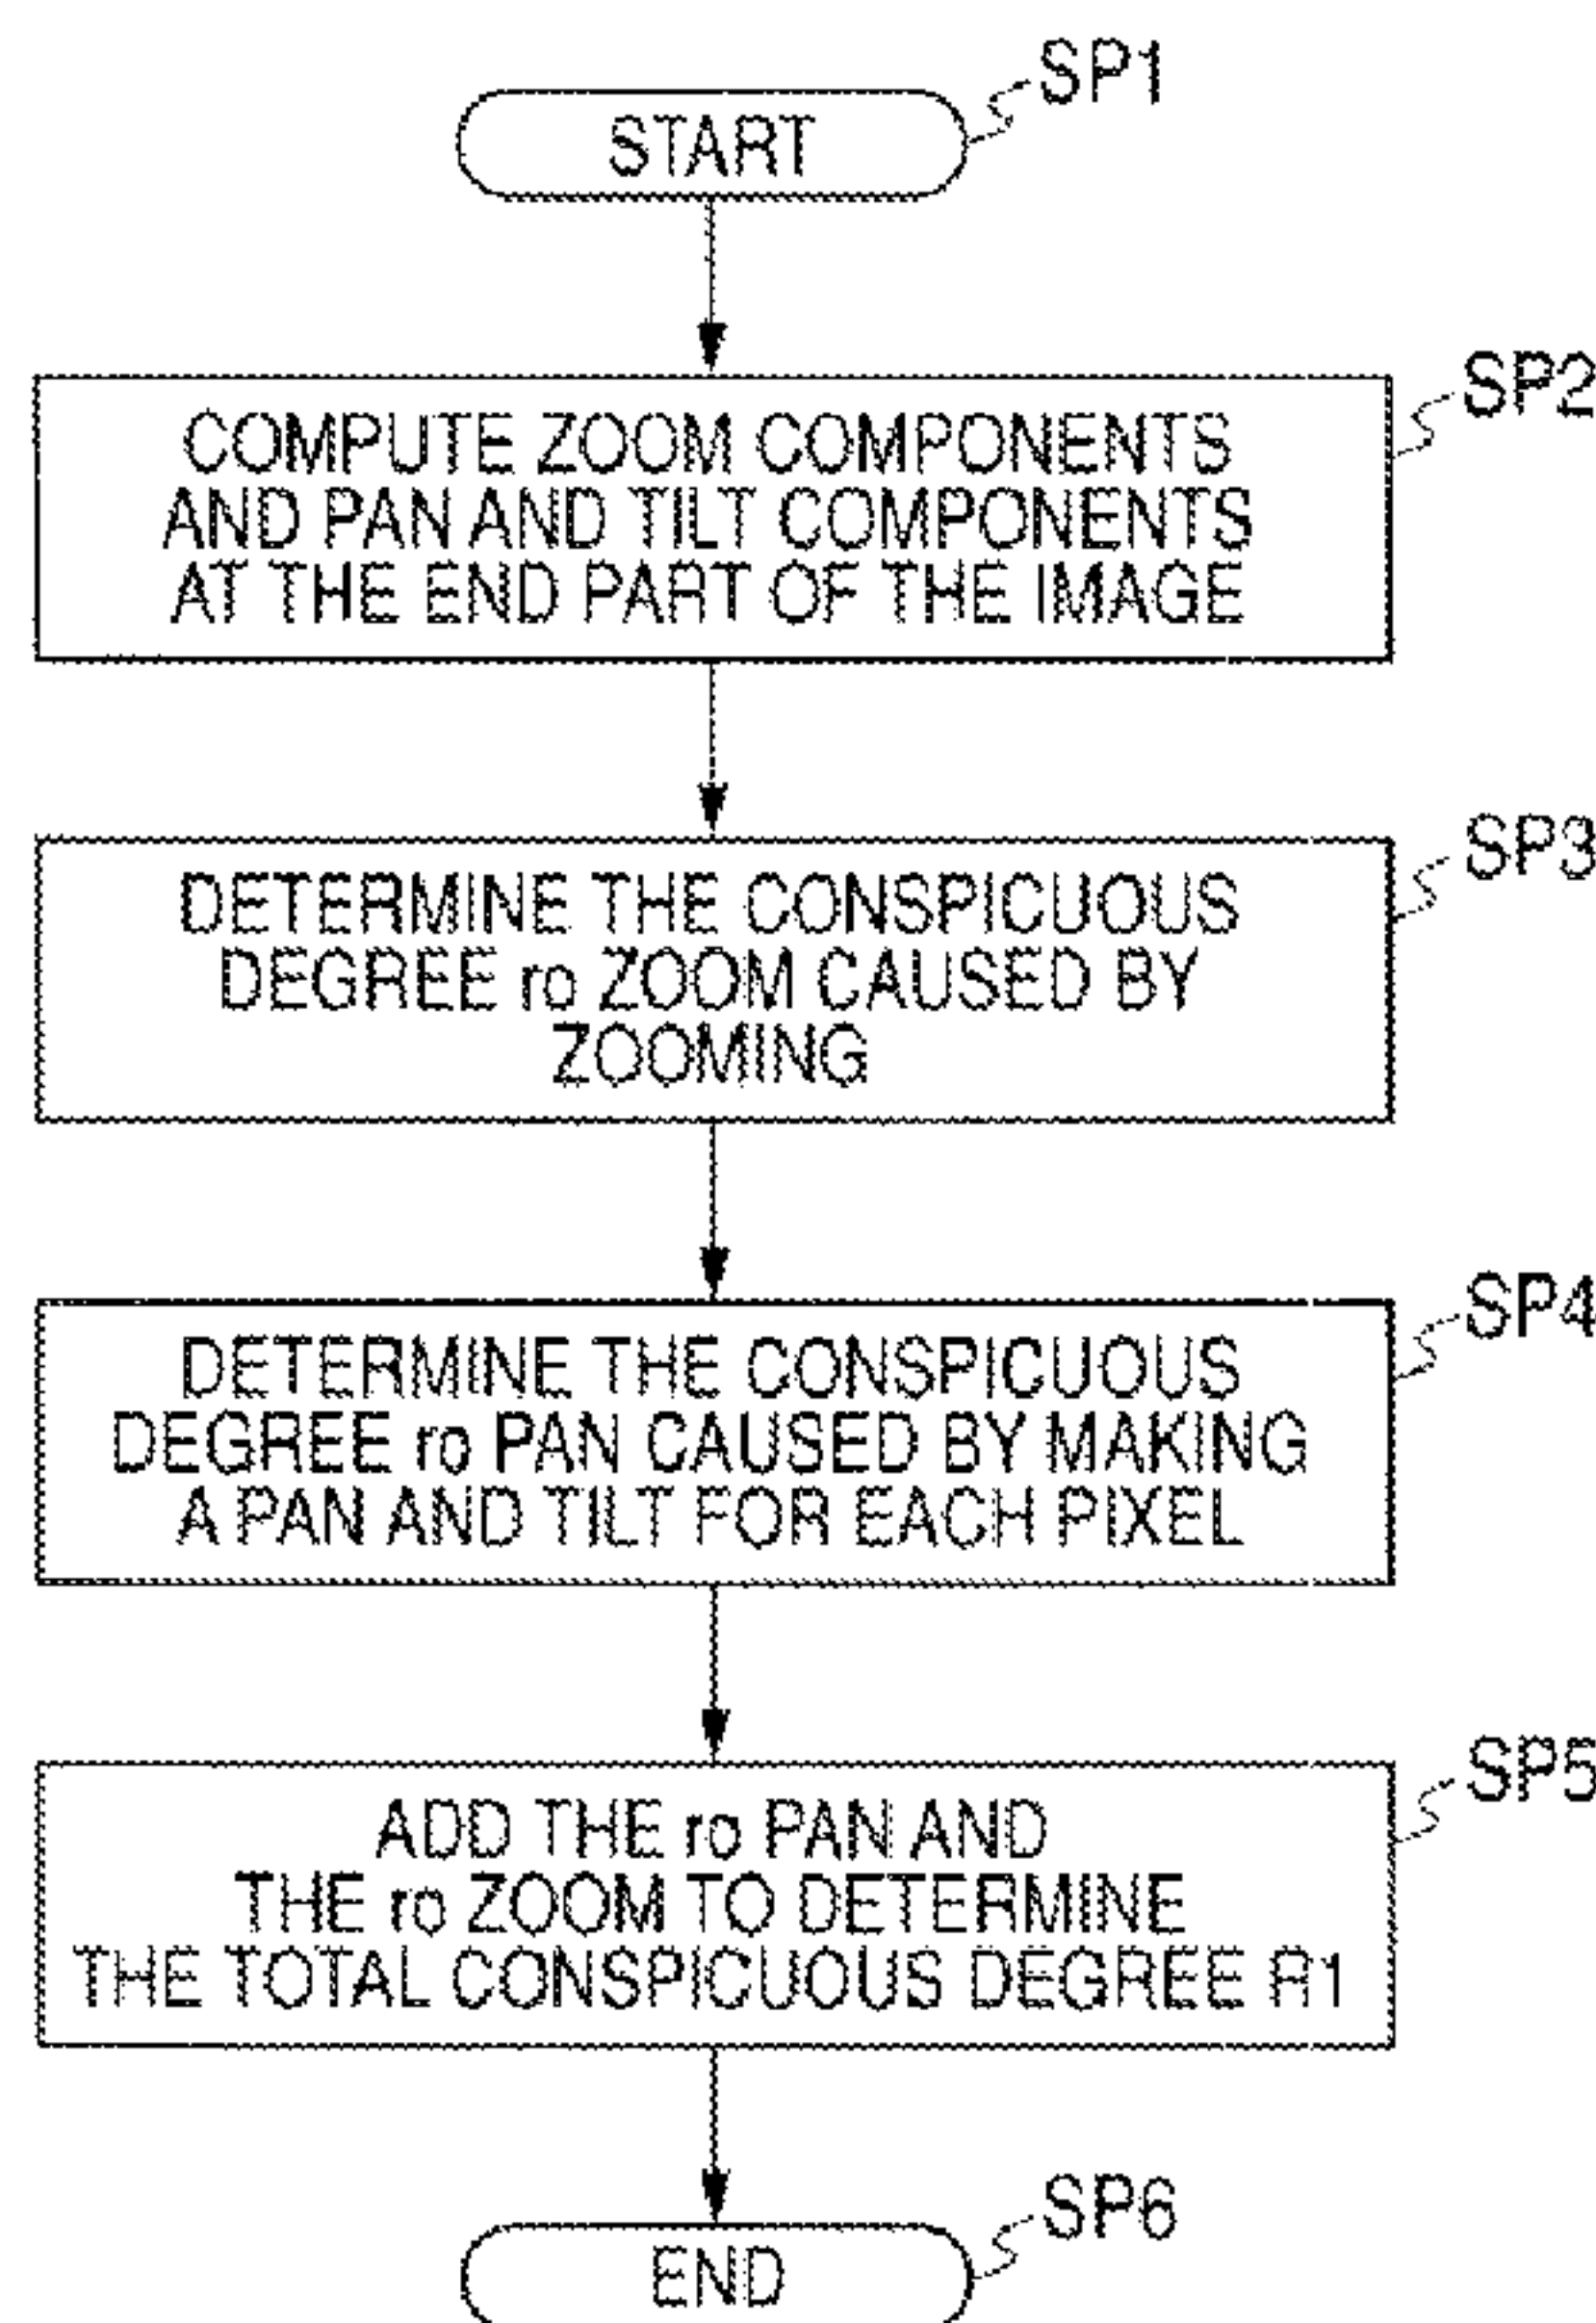 SP1
START
SP2
COMPUTE ZOOM COMPONENTS
AND PAN AND TILT COMPONENTS
AT THE END PART OF THE IMAGE
SP3
DETERMINE THE CONSPICUOUS
DEGREE ro ZOOM CAUSED BY
ZOOMING
SP4
DETERMINE THE CONSPICUOUS
DEGREE ro PAN CAUSED BY MAKING
A PAN AND TILT FOR EACH PIXEL
SP5
ADD THE ro PAN AND
THE ro ZOOM TO DETERMINE
THE TOTAL CONSPICUOUS DEGREE R1
SP6
END